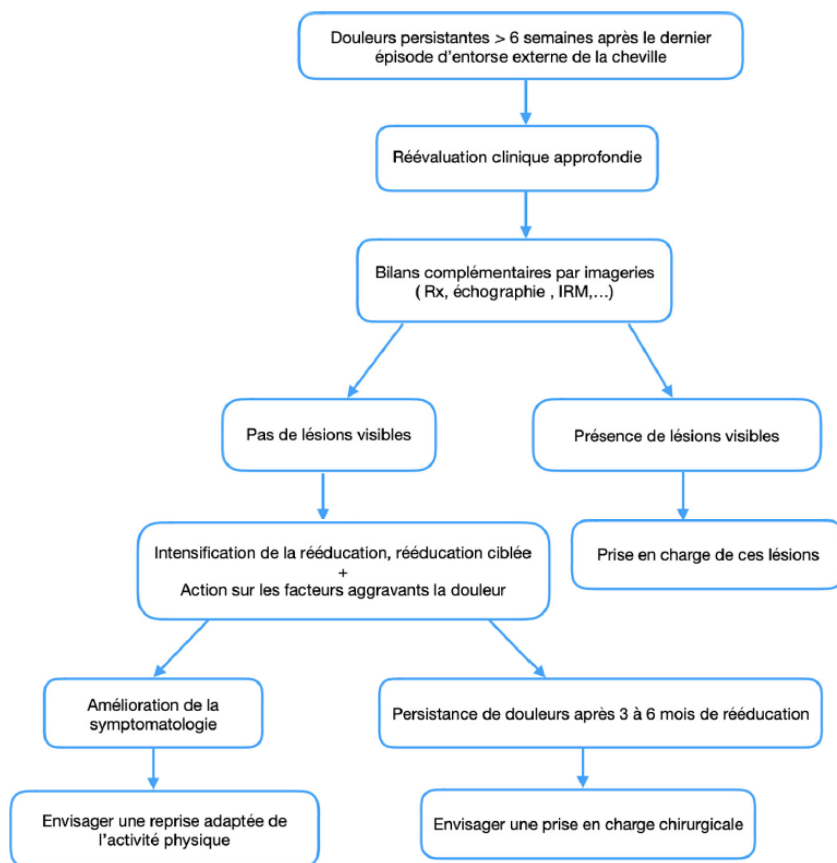 Douleurs persistantes > 6 semaines après le dernier
épisode d'entorse externe de la cheville
Réévaluation clinique approfondie
Bilans complémentaires par imageries
( Rx, échographie , IRM,...)
Pas de lésions visibles
Présence de lésions visibles
Intensification de la rééducation, rééducation ciblée
+
Action sur les facteurs aggravants la douleur
Prise en charge de ces lésions
Amélioration de la
symptomatologie
Persistance de douleurs après 3 à 6 mois de rééducation
Envisager une reprise adaptée de
l'activité physique
Envisager une prise en charge chirurgicale